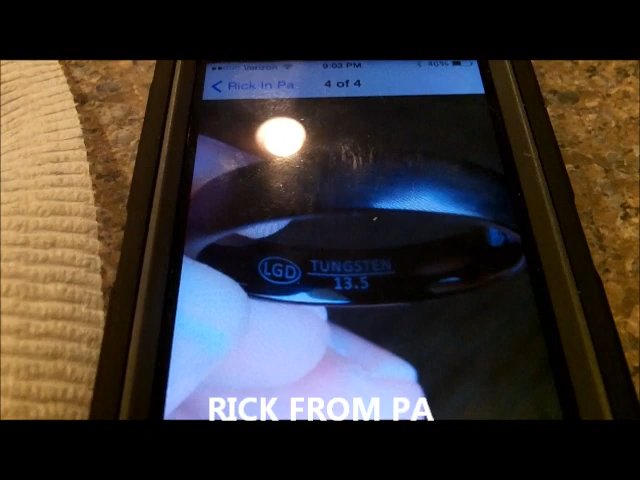 Verizon 9:03 PM 40%
Rick In Pa 4 of 4
LGD TUNGSTEN
13.5
RICK FROM PA